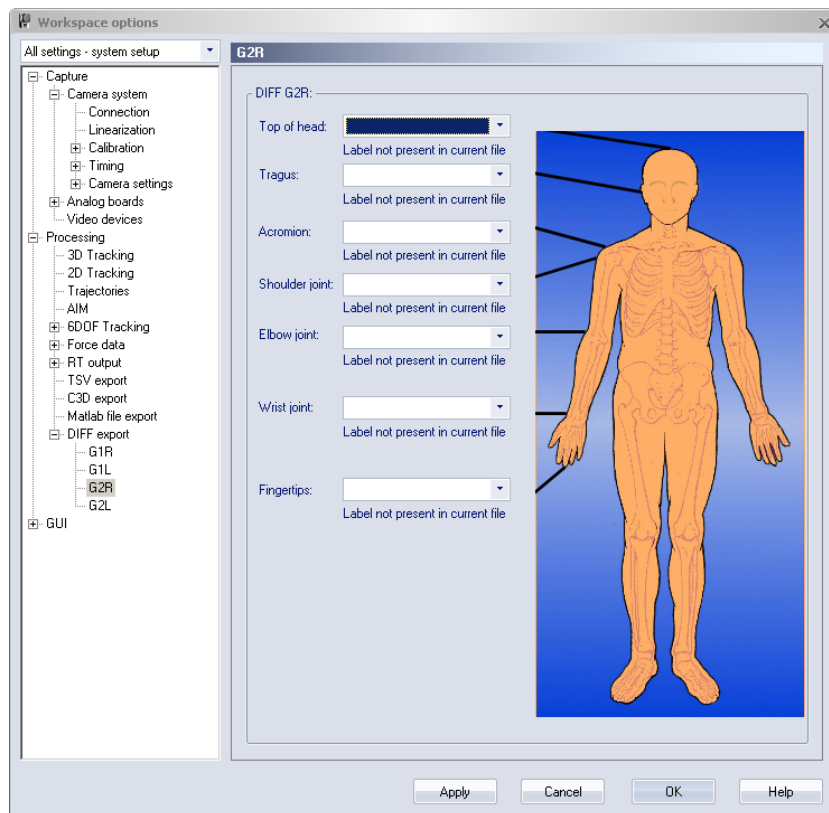 Workspace options
All settings - system setup
Capture
Camera system
Connection
Linearization
Calibration
Timing
Camera settings
Analog boards
Video devices
Processing
3D Tracking
2D Tracking
Trajectories
AIM
6DOF Tracking
Force data
RT output
TSV export
C3D export
Matlab file export
DIFF export
G1R
G1L
G2R
G2L
GUI
G2R
DIFF G2R:
Top of head:
Label not present in current file
Tragus:
Label not present in current file
Acromion:
Label not present in current file
Shoulder joint:
Label not present in current file
Elbow joint:
Label not present in current file
Wrist joint:
Label not present in current file
Fingertips:
Label not present in current file
Apply
Cancel
OK
Help